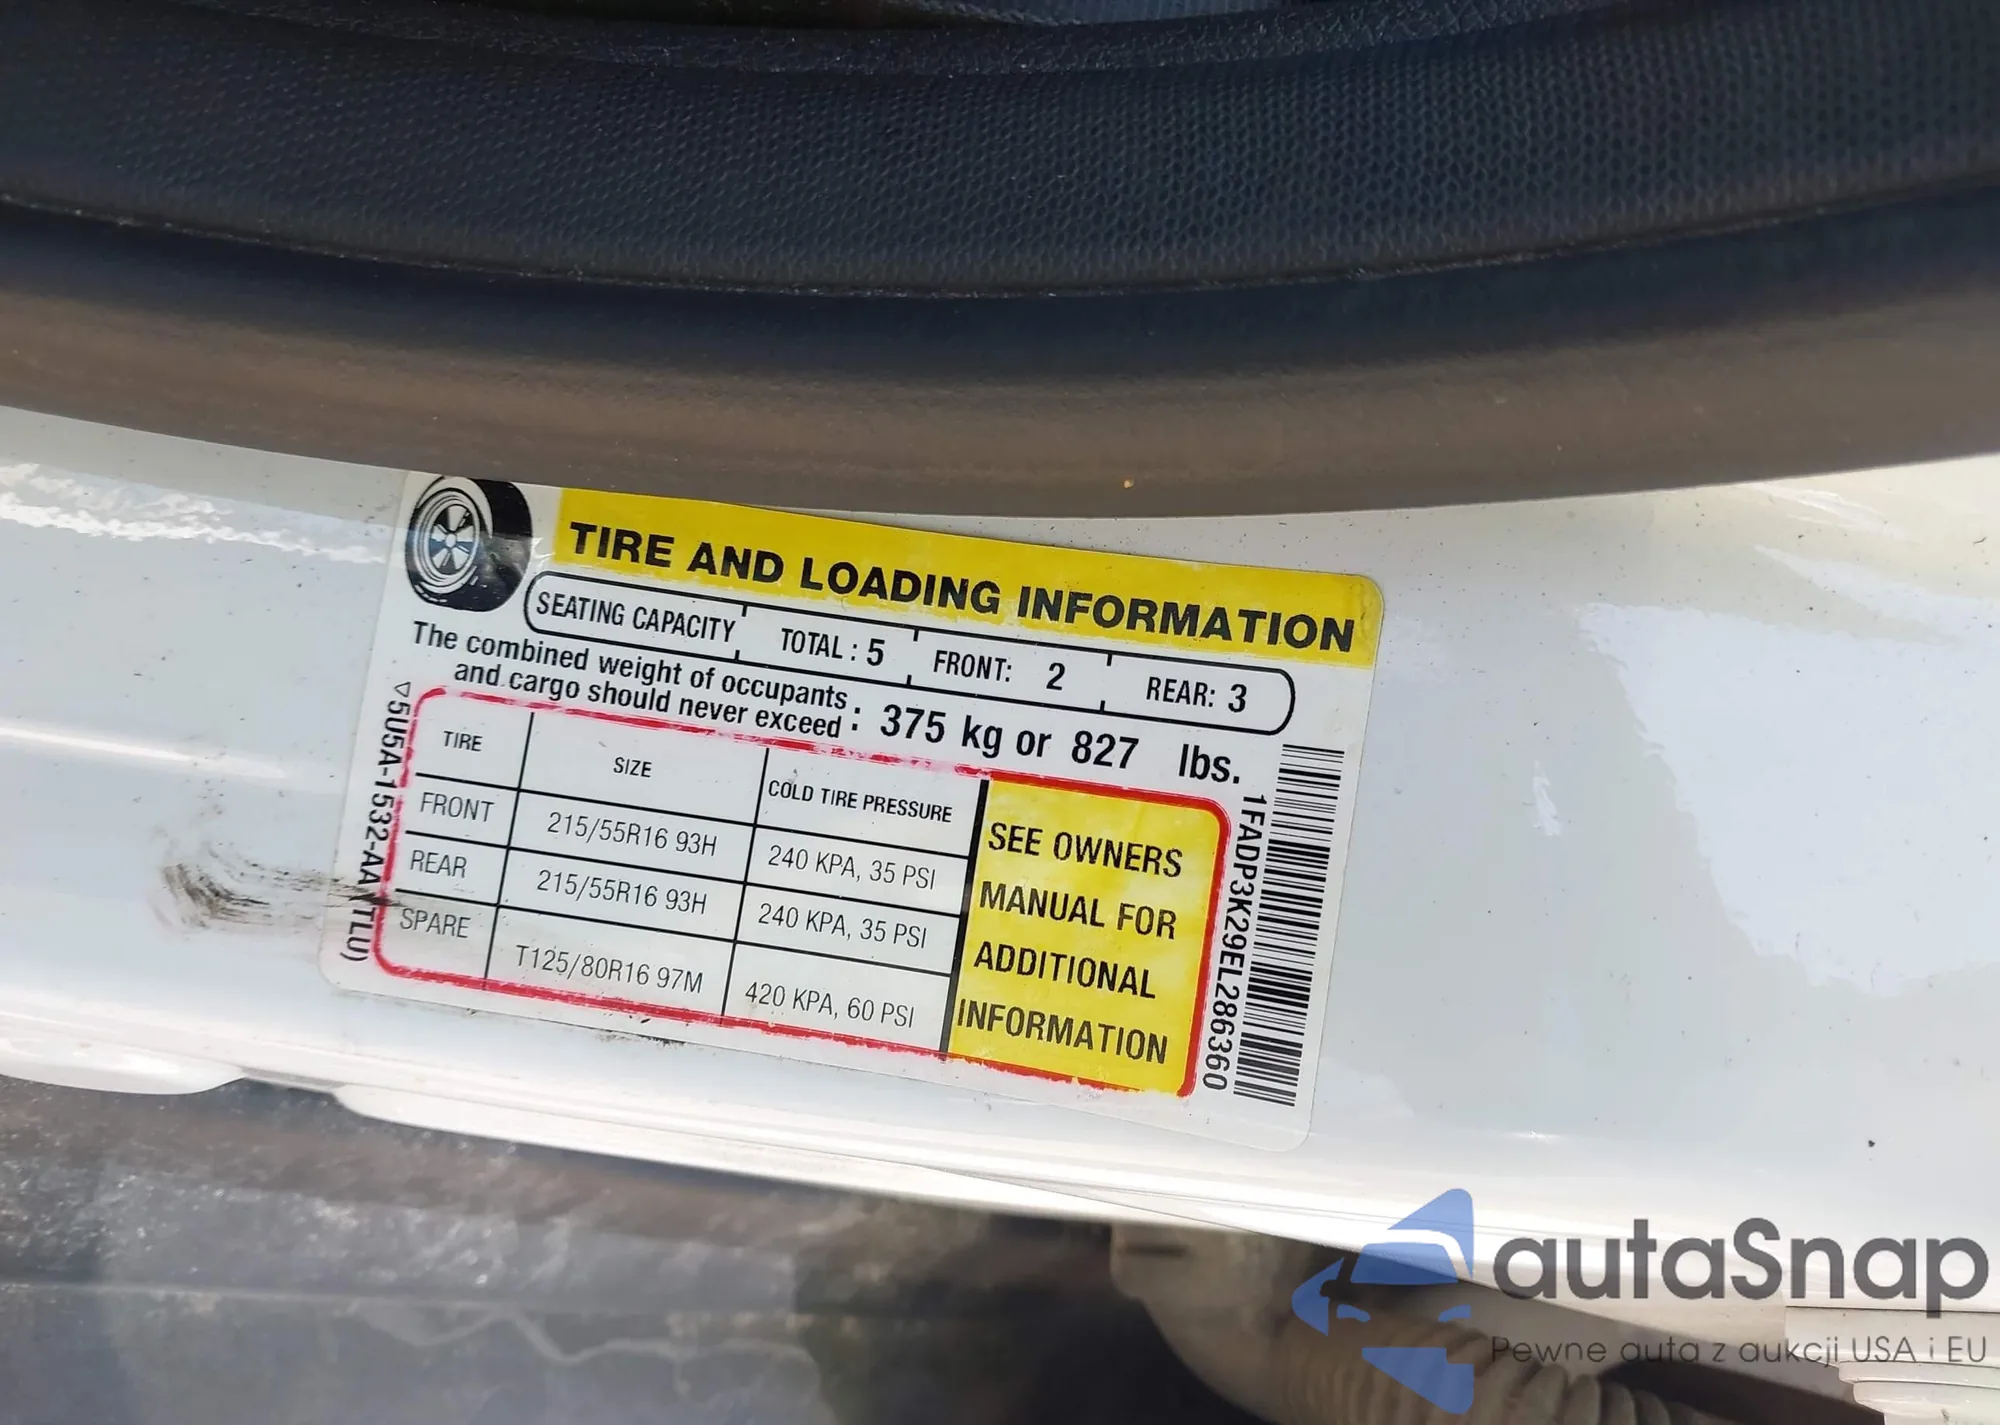 TIRE AND LOADING INFORMATION
SEATING CAPACITY TOTAL : 5 FRONT: 2 REAR: 3
The combined weight of occupants
and cargo should never exceed : 375 kg or 827 lbs.
TIRE SIZE COLD TIRE PRESSURE
FRONT 215/55R16 93H 240 KPA, 35 PSI
REAR 215/55R16 93H 240 KPA, 35 PSI
SPARE T125/80R16 97M 420 KPA, 60 PSI
SEE OWNERS
MANUAL FOR
ADDITIONAL
INFORMATION
▽5U5A-1532-AA (TLU)
1FADP3K29EL286360
autaSnap
Pewne auta z aukcji USA i EU